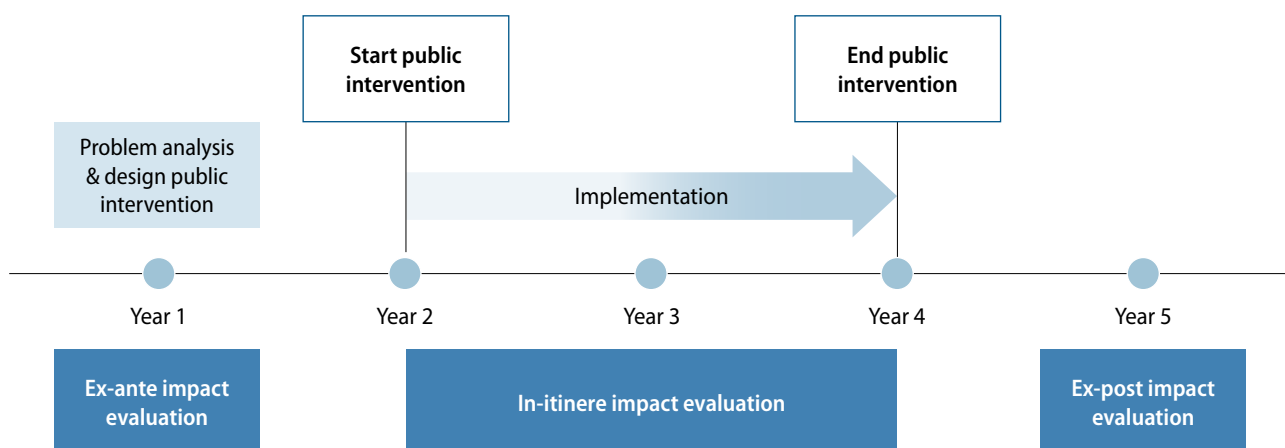 Start public
intervention
End public
intervention
Problem analysis
& design public
intervention
Implementation
Year 1
Year 2
Year 3
Year 4
Year 5
Ex-ante impact
evaluation
In-itinere impact evaluation
Ex-post impact
evaluation